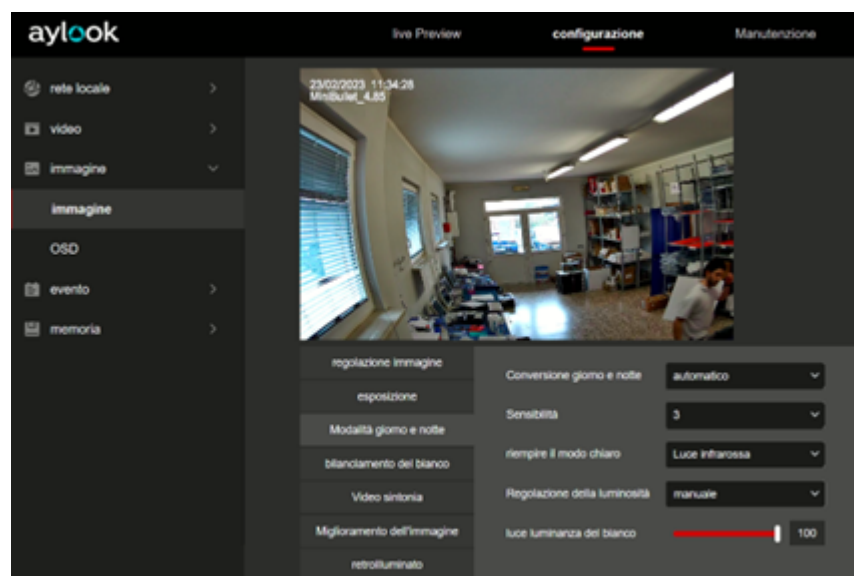 aylook
live Preview
configurazione
Manutenzione
rete locale
video
immagine
immagine
OSD
evento
memoria
23/02/2023 11:34:28
MiniBullet_4.85
regolazione immagine
esposizione
Modalità giorno e notte
bilanciamento del bianco
Video sintonia
Miglioramento dell'immagine
retroilluminato
Conversione giorno e notte automatico
Sensibilità 3
riempire il modo chiaro Luce infrarossa
Regolazione della luminosità manuale
luce luminanza del bianco 100